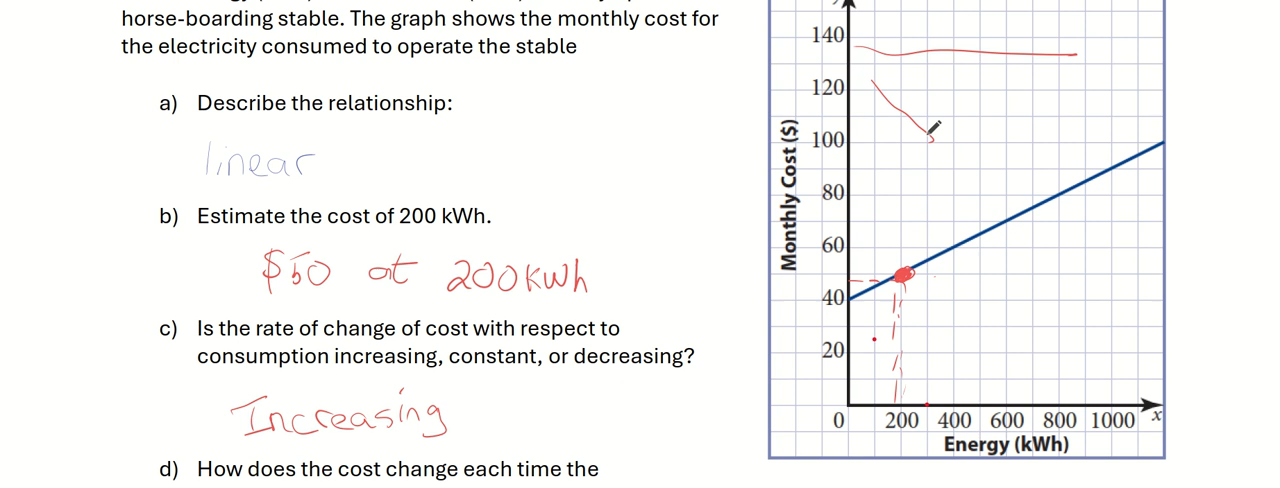 horse-boarding stable. The graph shows the monthly cost for
the electricity consumed to operate the stable
a) Describe the relationship:
linear
b) Estimate the cost of 200 kWh.
$50 at 200kWh
c) Is the rate of change of cost with respect to
consumption increasing, constant, or decreasing?
Increasing
d) How does the cost change each time the
140
120
100
80
60
40
20
0 200 400 600 800 1000 x
Monthly Cost ($)
Energy (kWh)